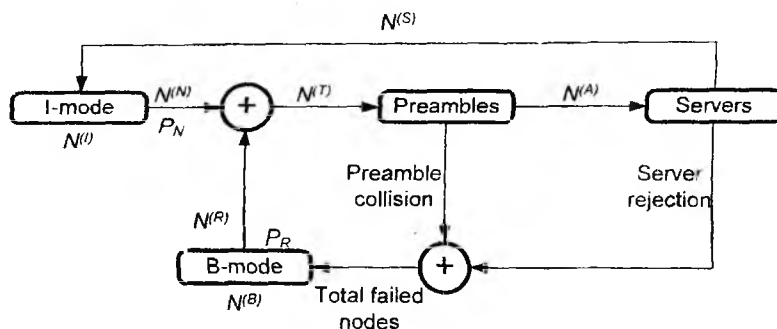 N(S)
I-mode
N(N)
P_N
N(I)
+
N(T)
Preambles
N(A)
Servers
Preamble
collision
Server
rejection
N(R)
P_R
B-mode
N(B)
+
Total failed
nodes